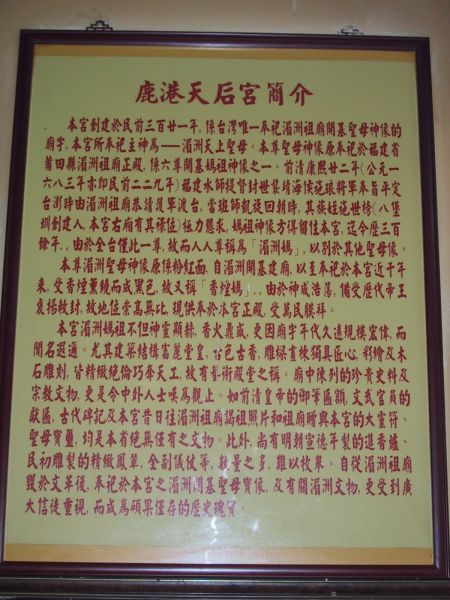 鹿港天后宮簡介
本宮創建於民前三百廿一年,係台灣唯一奉祀湄洲祖廟開基聖母神像的
廟宇,本宮所奉祀主神為──湄洲天上聖母。本尊聖母神像原奉祀於福建省
莆田縣湄洲祖廟正殿,係六尊開基媽祖神像之一。前清康熙廿二年(公元一
六八三年亦即民前二二九年)福建水師提督封世襲靖海侯施琅將軍奉旨平定
台澎時由湄洲祖廟恭請護軍渡台,當班師凱旋回朝時,其族姪施世榜(八堡
圳創建人,本宮右廟有其祿位)極力懇求,媽祖神像方得留住本宮,迄今歷三百
餘年,,由於全台僅此一尊,故而人人尊稱為「湄洲媽」,以別於其他聖母像。
本尊湄洲聖母神像原係粉紅面,自湄洲開基建廟,以至奉祀於本宮近千年
來,受香煙薰繞而成黑色,故又稱「香煙媽」,,由於神威浩蕩,備受歷代帝王
褒揚敕封,故地位崇高無比,現供奉於本宮正殿,受萬民膜拜。
本宮湄洲媽祖不但神靈顯赫,香火鼎盛,更因廟宇年代久遠規模宏偉,而
聞名遐邇。尤其建築結構富麗堂皇,古色古香,雕樑畫棟獨具匠心,彩繪及木
石雕刻,皆精緻絕倫巧奪天工,故有藝術殿堂之稱。廟中陳列的珍貴史料及
宗教文物,更是令中外人士嘆為觀止。如前清皇帝的御筆區額,文武官員的
獻區,古代碑記及本宮昔日往湄洲祖廟謁祖照片和祖廟贈與本宮的大靈符、
聖母寶璽,均是本省絕無僅有之文物。此外,尚有明朝宣德年製的進香爐、
民初雕製的精緻鳳輦,全副儀仗等,數量之多,難以枚舉。自從湄洲祖廟
毀於文革後,奉祀於本宮之湄洲開基聖母寶像,及有關湄洲文物,更受到廣
大信徒重視,而成為碩果僅存的歷史瑰寶。